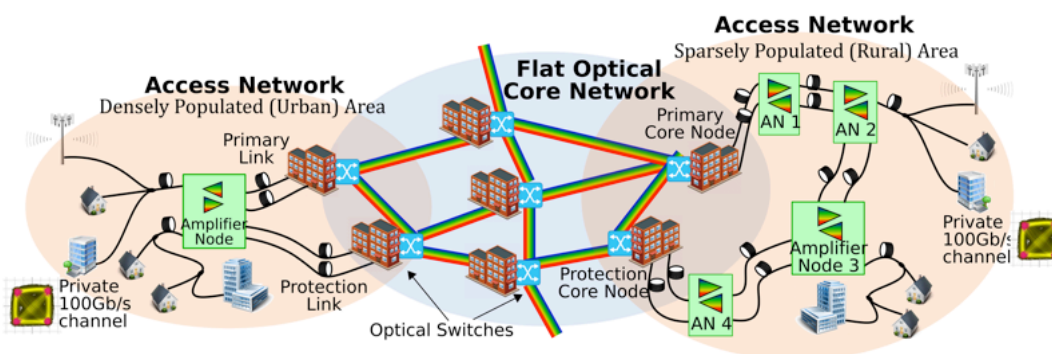 Access Network
Densely Populated (Urban) Area
Primary
Link
Amplifier
Node
Private
100Gb/s
channel
Protection
Link
Flat Optical
Core Network
Optical Switches
Access Network
Sparsely Populated (Rural) Area
Primary
Core Node
AN 1
AN 2
Protection
Core Node
Amplifier
Node 3
AN 4
Private
100Gb/s
channel